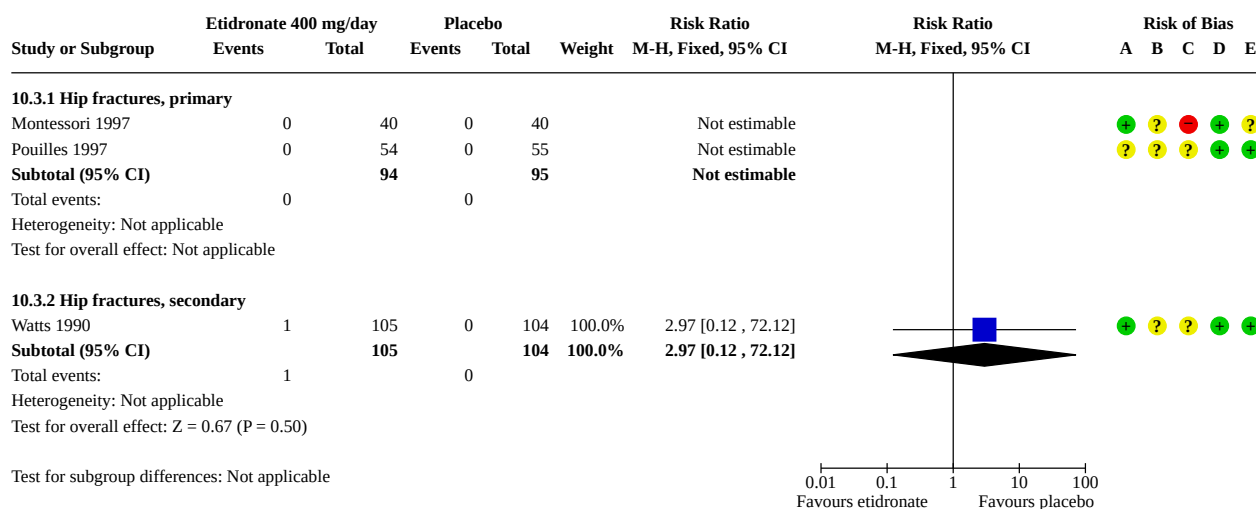 Etidronate 400 mg/day Placebo Risk Ratio Risk Ratio Risk of Bias
Study or Subgroup Events Total Events Total Weight M-H, Fixed, 95% CI M-H, Fixed, 95% CI A B C D E
10.3.1 Hip fractures, primary
Montessori 1997 0 40 0 40 Not estimable + ? − + ?
Pouilles 1997 0 54 0 55 Not estimable ? ? ? + +
Subtotal (95% CI) 94 95 Not estimable
Total events: 0 0
Heterogeneity: Not applicable
Test for overall effect: Not applicable
10.3.2 Hip fractures, secondary
Watts 1990 1 105 0 104 100.0% 2.97 [0.12 , 72.12] + ? ? + +
Subtotal (95% CI) 105 104 100.0% 2.97 [0.12 , 72.12]
Total events: 1 0
Heterogeneity: Not applicable
Test for overall effect: Z = 0.67 (P = 0.50)
Test for subgroup differences: Not applicable
0.01 0.1 1 10 100
Favours etidronate Favours placebo